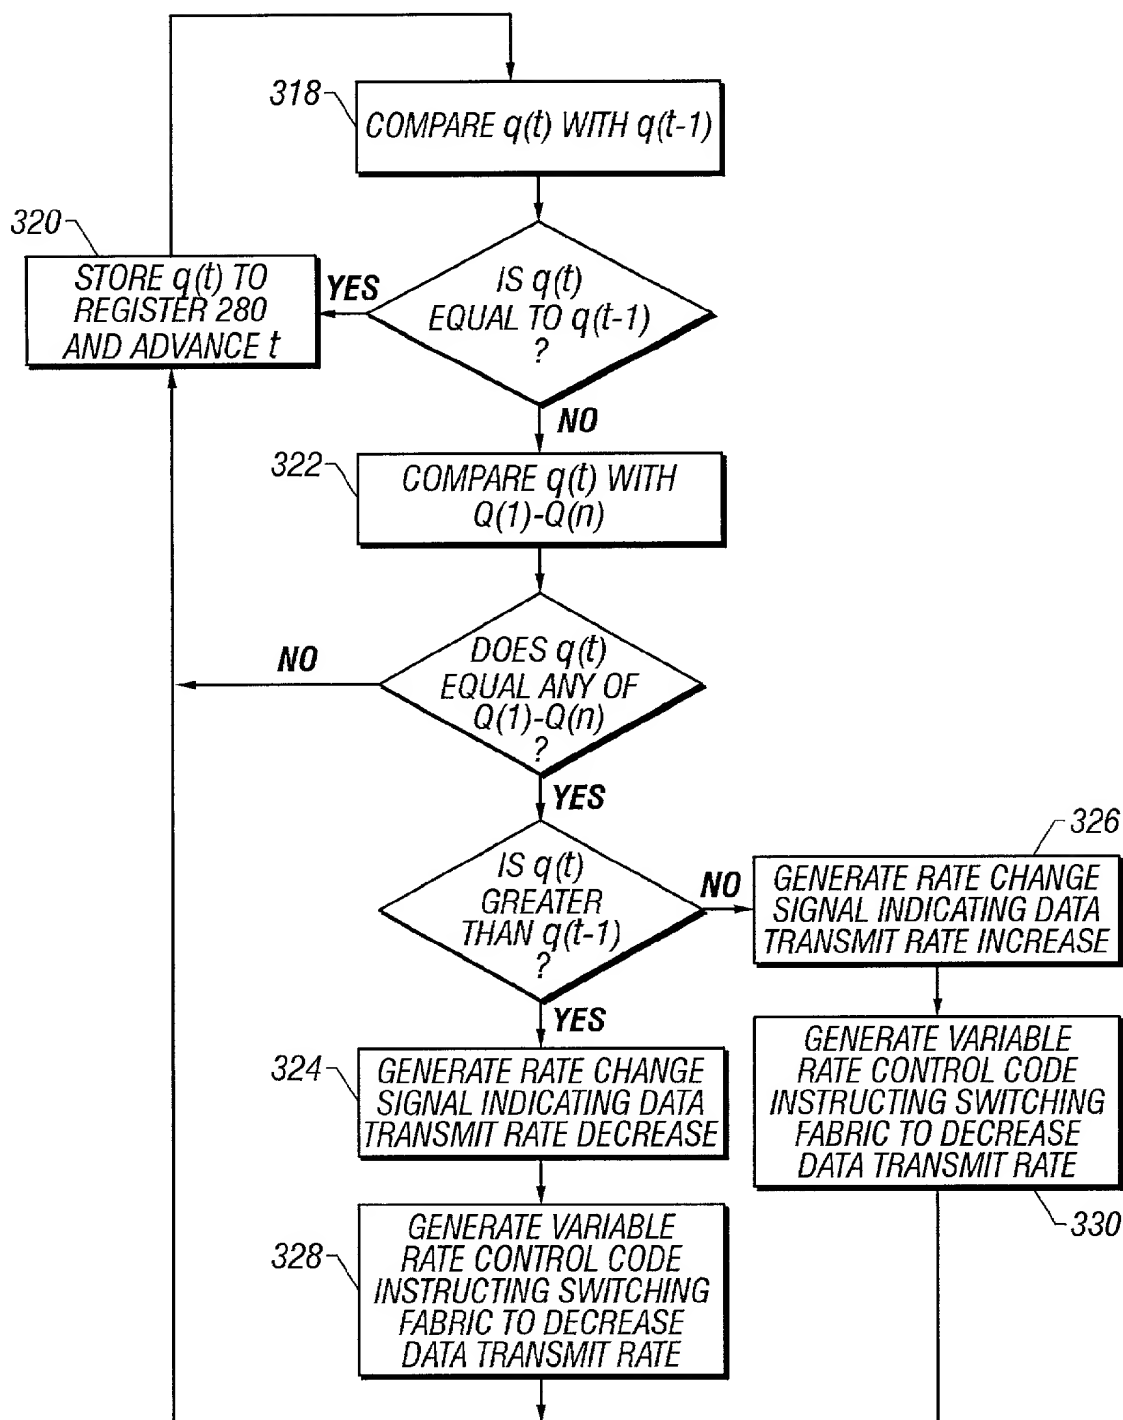 318
COMPARE q(t) WITH q(t-1)
320
STORE q(t) TO
REGISTER 280
AND ADVANCE t
YES
IS q(t)
EQUAL TO q(t-1)
?
NO
322
COMPARE q(t) WITH
Q(1)-Q(n)
NO
DOES q(t)
EQUAL ANY OF
Q(1)-Q(n)
?
YES
IS q(t)
GREATER
THAN q(t-1)
?
NO
326
GENERATE RATE CHANGE
SIGNAL INDICATING DATA
TRANSMIT RATE INCREASE
YES
324
GENERATE RATE CHANGE
SIGNAL INDICATING DATA
TRANSMIT RATE DECREASE
GENERATE VARIABLE
RATE CONTROL CODE
INSTRUCTING SWITCHING
FABRIC TO DECREASE
DATA TRANSMIT RATE
330
328
GENERATE VARIABLE
RATE CONTROL CODE
INSTRUCTING SWITCHING
FABRIC TO DECREASE
DATA TRANSMIT RATE